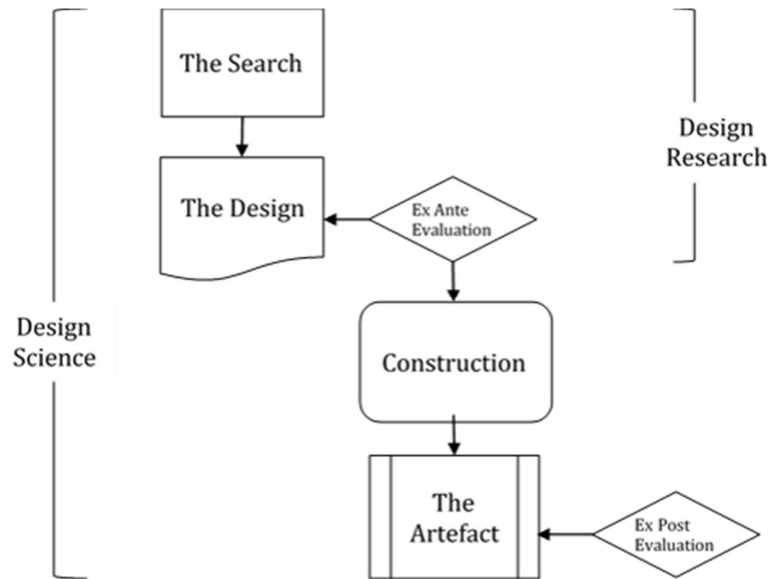 The Search
Design
Research
The Design
Ex Ante
Evaluation
Design
Science
Construction
The
Artefact
Ex Post
Evaluation